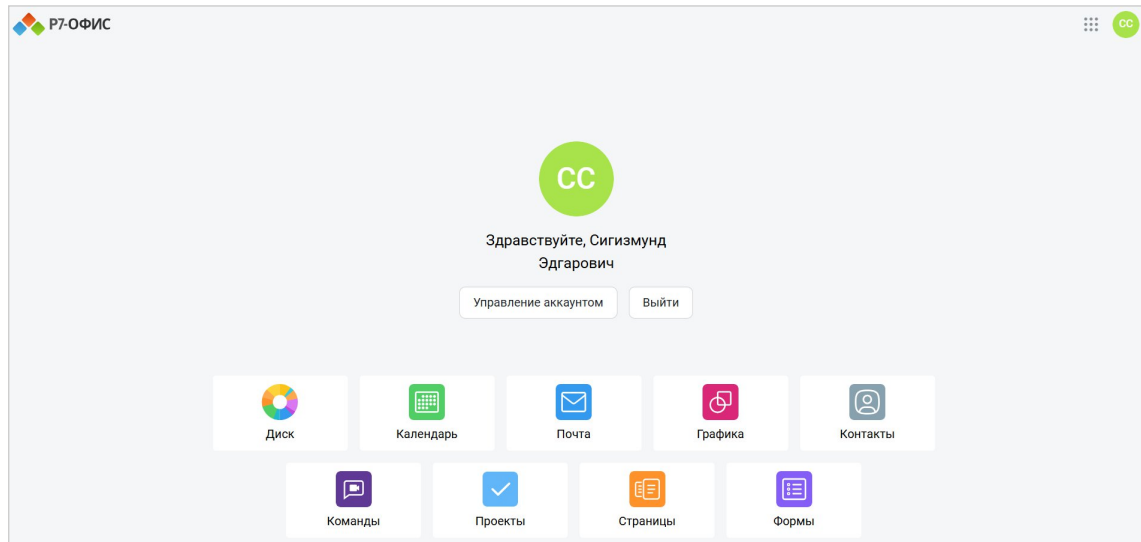 Р7-ОФИС
СС
СС
Здравствуйте, Сигизмунд
Эдгарович
Управление аккаунтом
Выйти
Диск
Календарь
Почта
Графика
Контакты
Команды
Проекты
Страницы
Формы